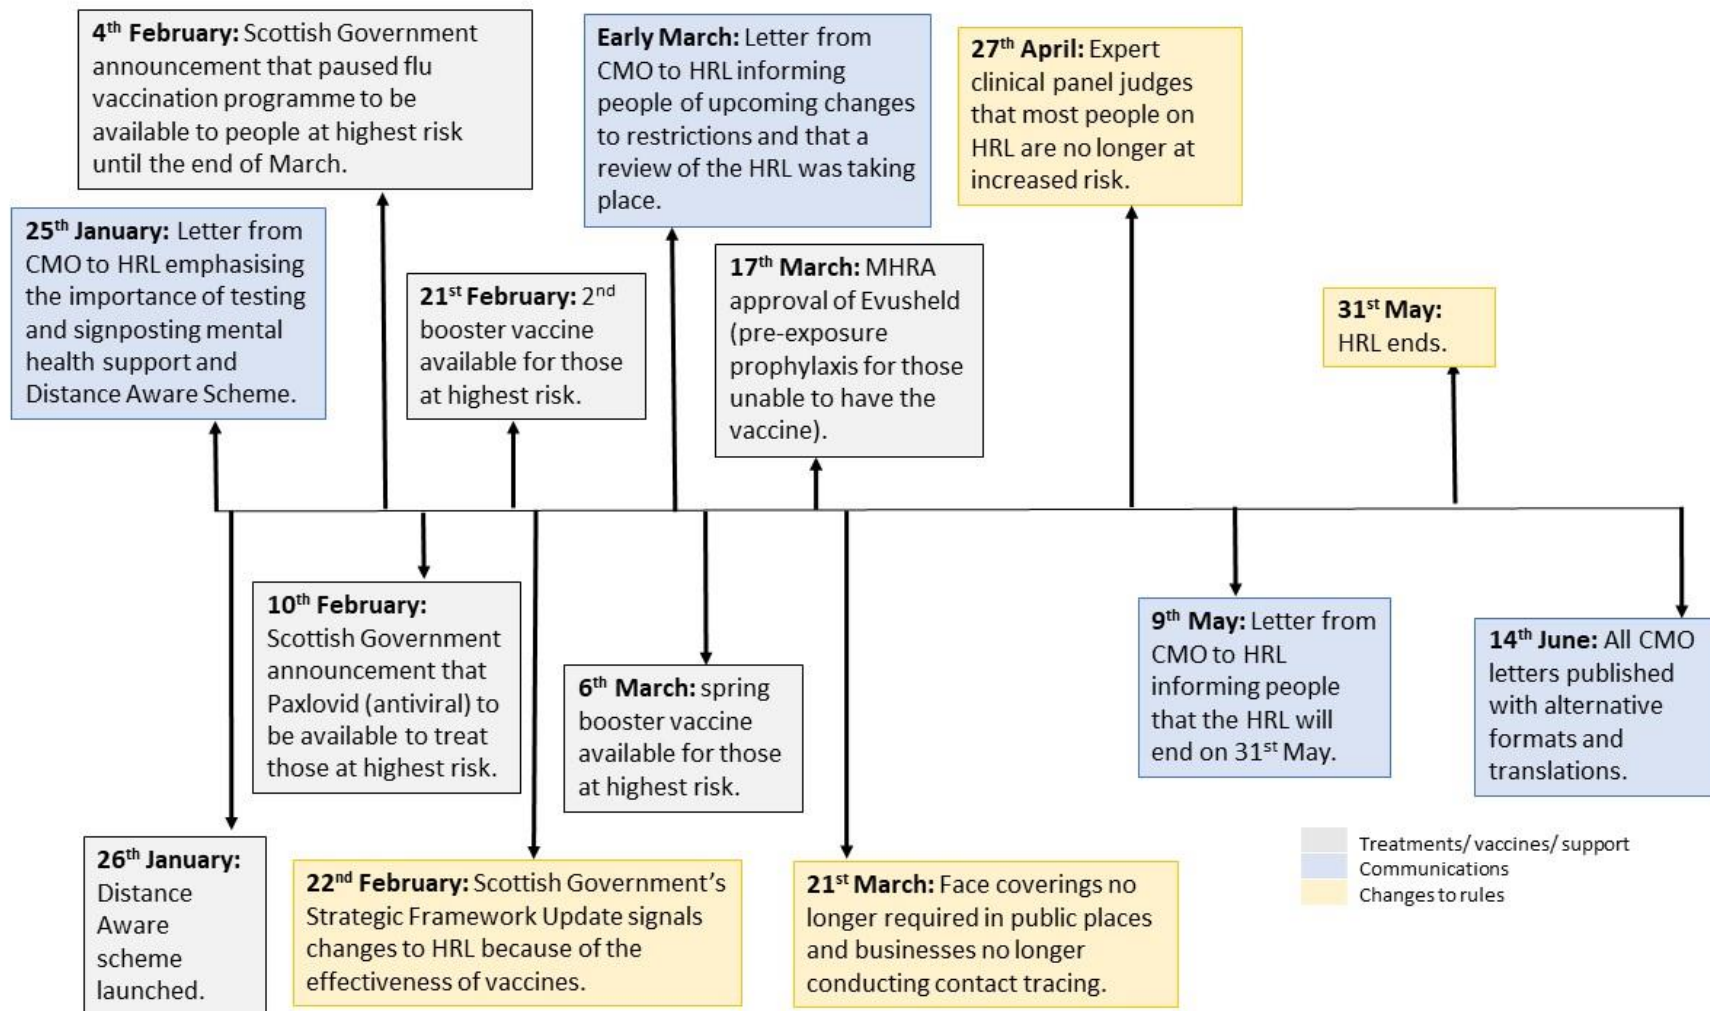 4th February: Scottish Government
announcement that paused flu
vaccination programme to be
available to people at highest risk
until the end of March.
Early March: Letter from
CMO to HRL informing
people of upcoming changes
to restrictions and that a
review of the HRL was taking
place.
27th April: Expert
clinical panel judges
that most people on
HRL are no longer at
increased risk.
25th January: Letter from
CMO to HRL emphasising
the importance of testing
and signposting mental
health support and
Distance Aware Scheme.
21st February: 2nd
booster vaccine
available for those
at highest risk.
17th March: MHRA
approval of Evusheld
(pre-exposure
prophylaxis for those
unable to have the
vaccine).
31st May:
HRL ends.
10th February:
Scottish Government
announcement that
Paxlovid (antiviral) to
be available to treat
those at highest risk.
6th March: spring
booster vaccine
available for those
at highest risk.
9th May: Letter from
CMO to HRL
informing people
that the HRL will
end on 31st May.
14th June: All CMO
letters published
with alternative
formats and
translations.
26th January:
Distance
Aware
scheme
launched.
22nd February: Scottish Government’s
Strategic Framework Update signals
changes to HRL because of the
effectiveness of vaccines.
21st March: Face coverings no
longer required in public places
and businesses no longer
conducting contact tracing.
Treatments/ vaccines/ support
Communications
Changes to rules